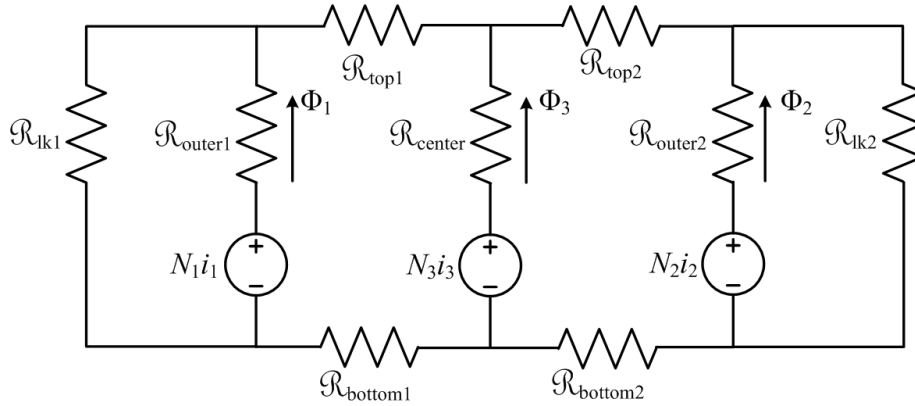 ℛtop1
ℛtop2
ℛlk1
ℛouter1
Φ1
ℛcenter
Φ3
ℛouter2
Φ2
ℛlk2
N1i1
+
−
N3i3
+
−
N2i2
+
−
ℛbottom1
ℛbottom2